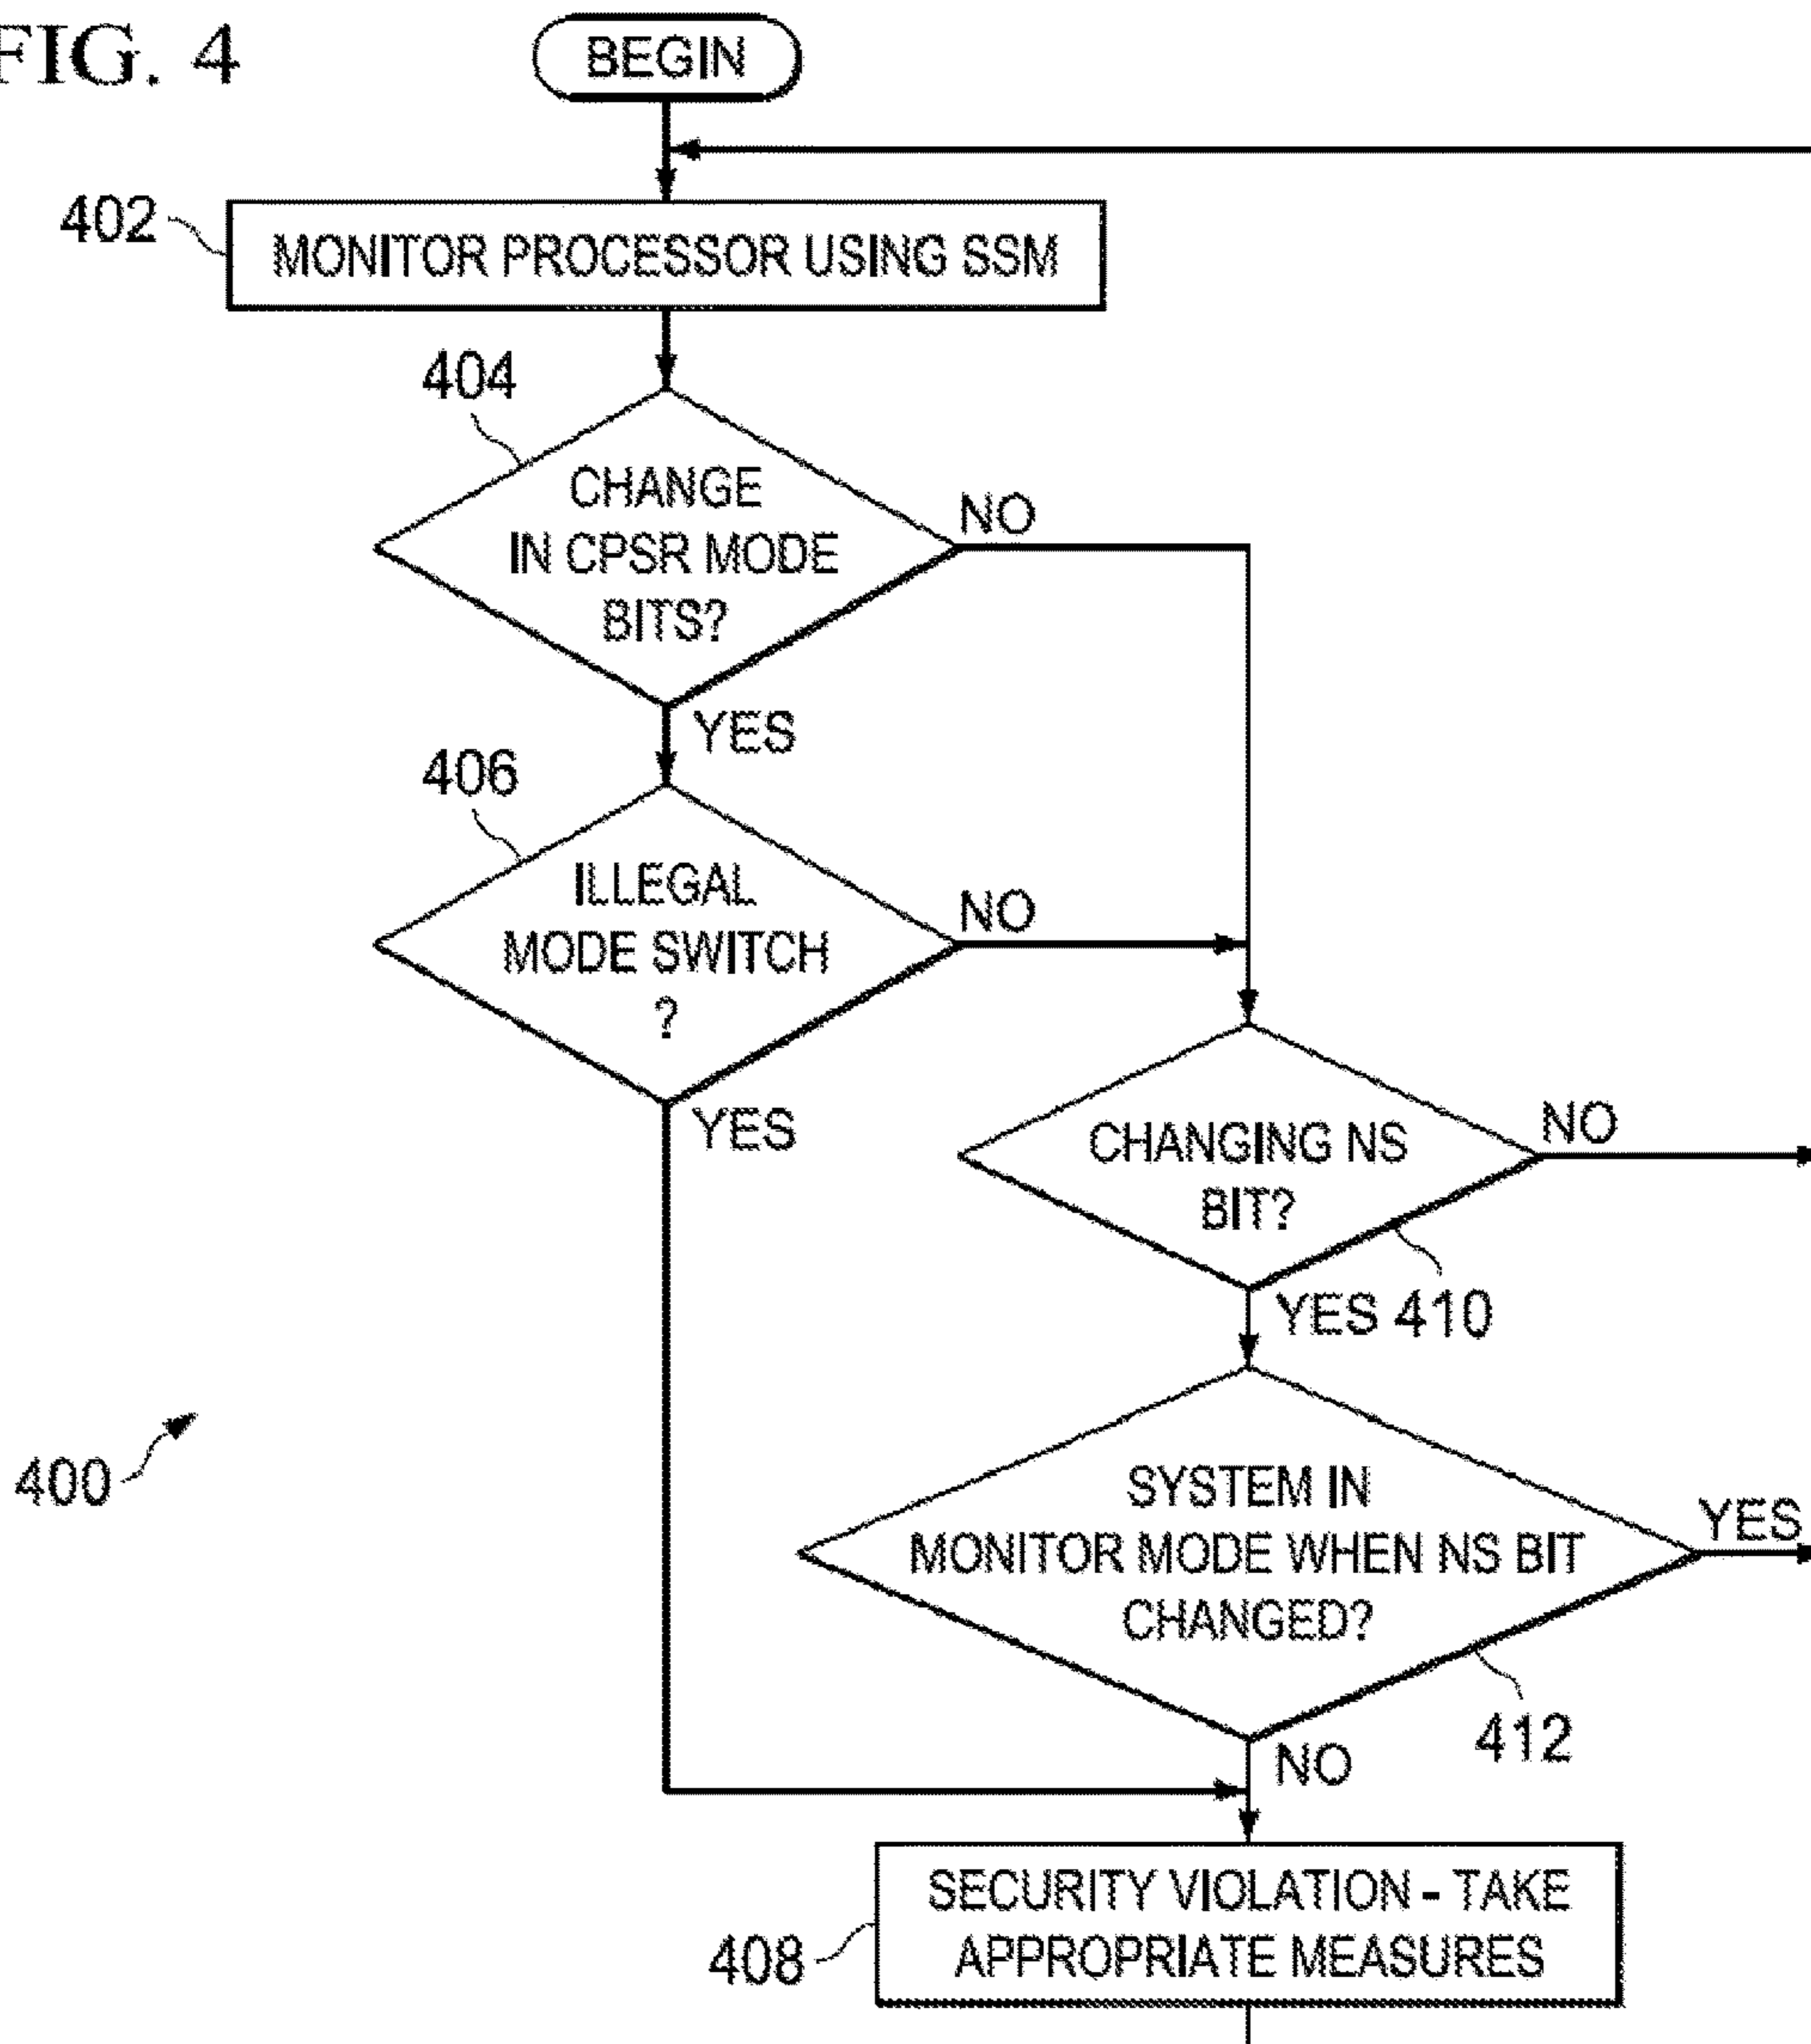 FIG. 4
BEGIN
402
MONITOR PROCESSOR USING SSM
404
CHANGE
IN CPSR MODE
BITS?
NO
YES
406
ILLEGAL
MODE SWITCH
?
NO
YES
CHANGING NS
BIT?
NO
YES 410
SYSTEM IN
MONITOR MODE WHEN NS BIT
CHANGED?
YES
412
NO
400
SECURITY VIOLATION - TAKE
APPROPRIATE MEASURES
408